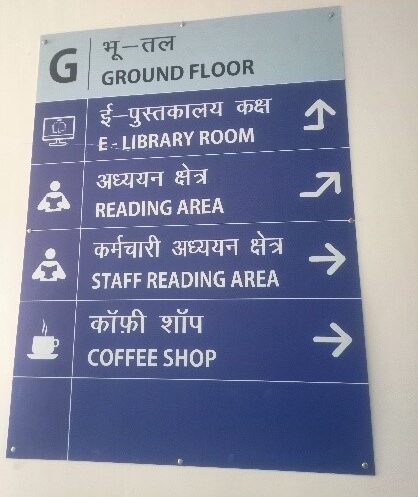 G
भू–तल
GROUND FLOOR
ई–पुस्तकालय कक्ष
E - LIBRARY ROOM
अध्ययन क्षेत्र
READING AREA
कर्मचारी अध्ययन क्षेत्र
STAFF READING AREA
कॉफ़ी शॉप
COFFEE SHOP